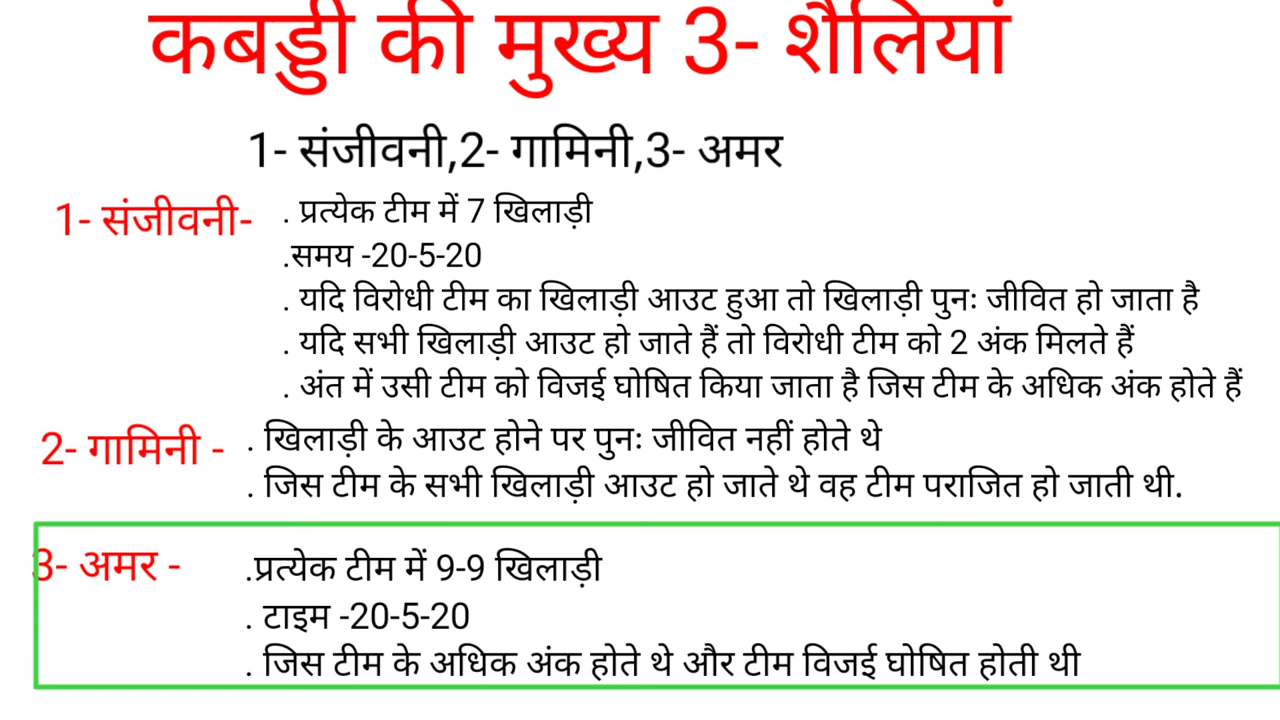 कबड्डी की मुख्य 3- शैलियां
1- संजीवनी,2- गामिनी,3- अमर
1- संजीवनी- . प्रत्येक टीम में 7 खिलाड़ी
.समय -20-5-20
. यदि विरोधी टीम का खिलाड़ी आउट हुआ तो खिलाड़ी पुनः जीवित हो जाता है
. यदि सभी खिलाड़ी आउट हो जाते हैं तो विरोधी टीम को 2 अंक मिलते हैं
. अंत में उसी टीम को विजई घोषित किया जाता है जिस टीम के अधिक अंक होते हैं
2- गामिनी - . खिलाड़ी के आउट होने पर पुनः जीवित नहीं होते थे
. जिस टीम के सभी खिलाड़ी आउट हो जाते थे वह टीम पराजित हो जाती थी.
3- अमर - .प्रत्येक टीम में 9-9 खिलाड़ी
. टाइम -20-5-20
. जिस टीम के अधिक अंक होते थे और टीम विजई घोषित होती थी